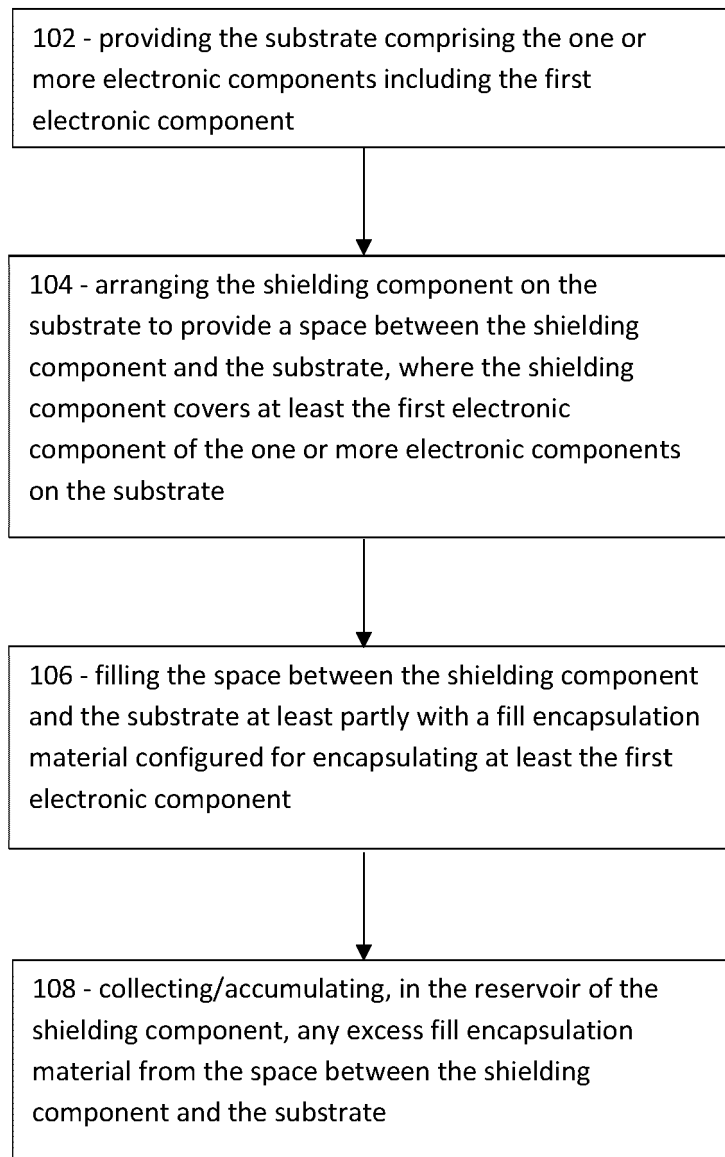 102 - providing the substrate comprising the one or
more electronic components including the first
electronic component
104 - arranging the shielding component on the
substrate to provide a space between the shielding
component and the substrate, where the shielding
component covers at least the first electronic
component of the one or more electronic components
on the substrate
106 - filling the space between the shielding component
and the substrate at least partly with a fill encapsulation
material configured for encapsulating at least the first
electronic component
108 - collecting/accumulating, in the reservoir of the
shielding component, any excess fill encapsulation
material from the space between the shielding
component and the substrate